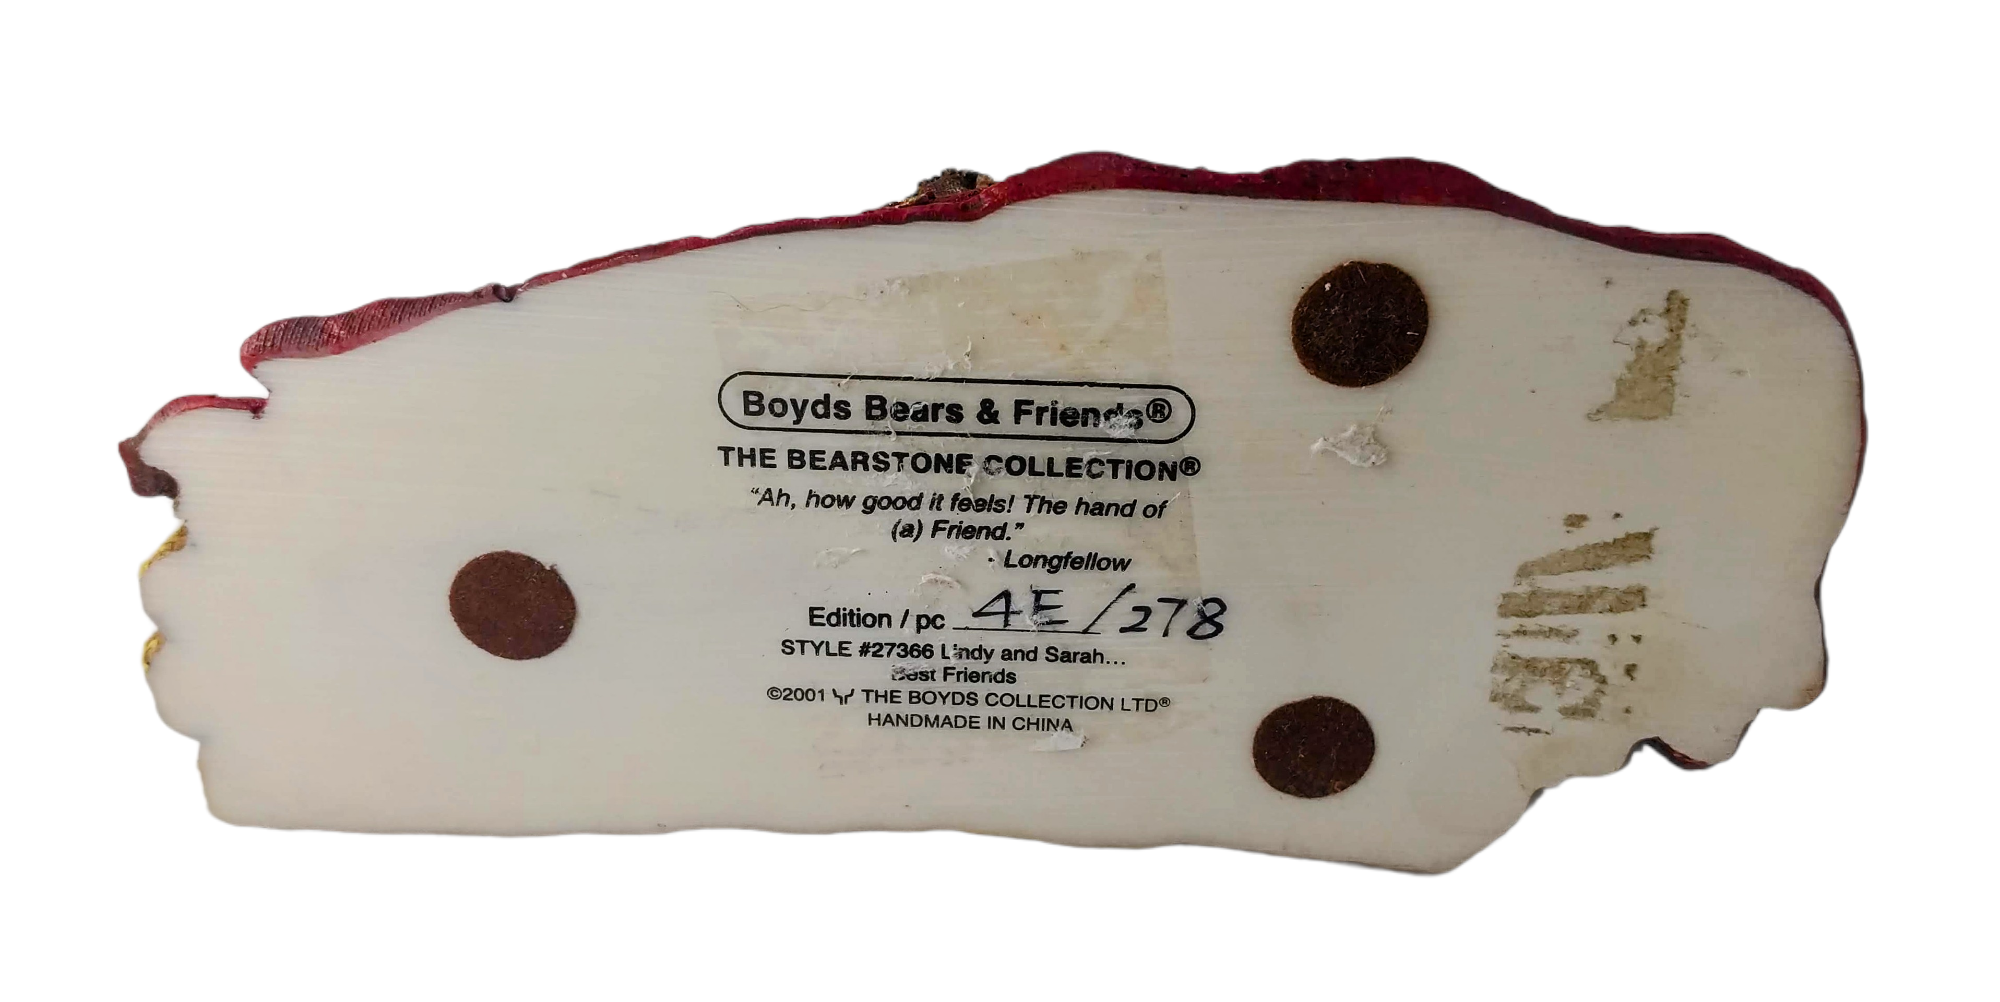 Boyds Bears & Friends®
THE BEARSTONE COLLECTION®
“Ah, how good it feels! The hand of
(a) Friend.”
- Longfellow
Edition / pc 4E/278
STYLE #27366 Lindy and Sarah...
Best Friends
©2001 THE BOYDS COLLECTION LTD®
HANDMADE IN CHINA